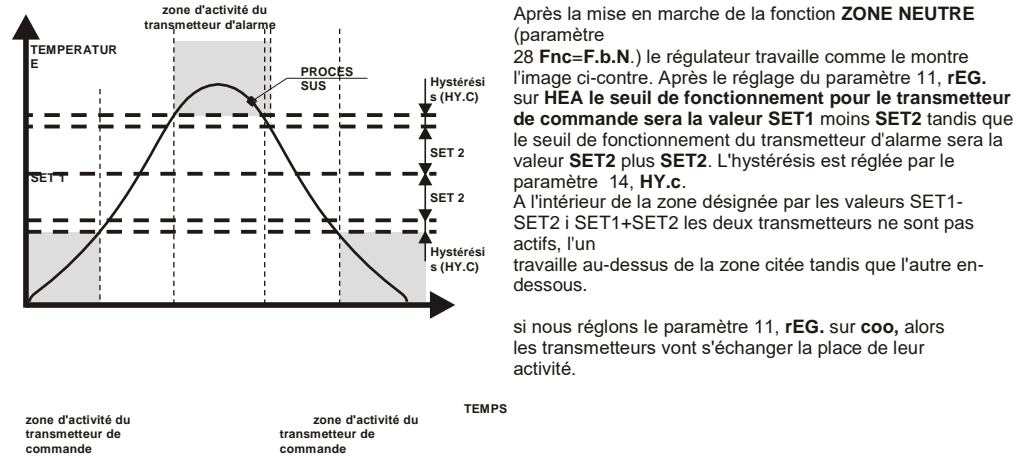 zone d'activité du
transmetteur d'alarme
TEMPERATUR
E
PROCES
SUS
Hystérési
s (HY.C)
SET 2
SET 1
SET 2
Hystérési
s (HY.C)
TEMPS
zone d'activité du
transmetteur de
commande
zone d'activité du
transmetteur de
commande
Après la mise en marche de la fonction ZONE NEUTRE
(paramètre
28 Fnc=F.b.N.) le régulateur travaille comme le montre
l'image ci-contre. Après le réglage du paramètre 11, rEG.
sur HEA le seuil de fonctionnement pour le transmetteur
de commande sera la valeur SET1 moins SET2 tandis que
le seuil de fonctionnement du transmetteur d'alarme sera la
valeur SET2 plus SET2. L'hystérésis est réglée par le
paramètre 14, HY.c.
A l'intérieur de la zone désignée par les valeurs SET1-
SET2 i SET1+SET2 les deux transmetteurs ne sont pas
actifs, l'un
travaille au-dessus de la zone citée tandis que l'autre en-
dessous.
si nous réglons le paramètre 11, rEG. sur coo, alors
les transmetteurs vont s'échanger la place de leur
activité.